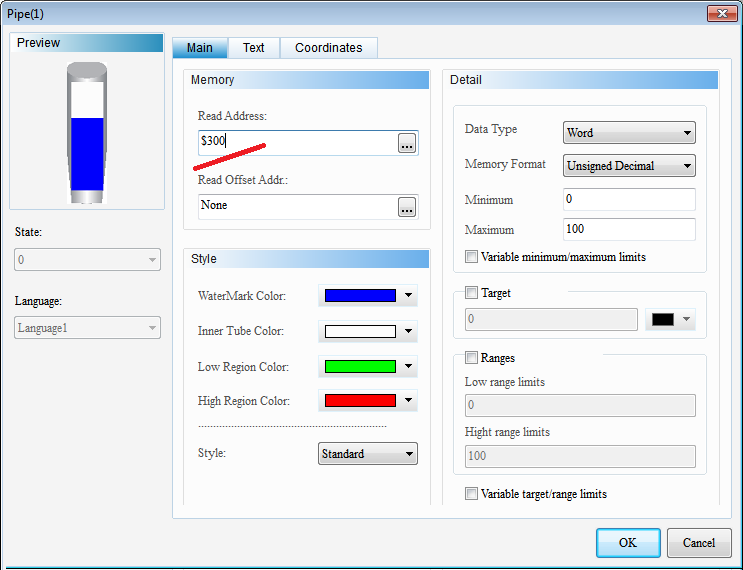 Pipe(1)
Preview
State:
0
Language:
Language1
Main
Text
Coordinates
Memory
Read Address:
$300
...
Read Offset Addr.:
None
...
Style
WaterMark Color:
Inner Tube Color:
Low Region Color:
High Region Color:
Style:
Standard
Detail
Data Type
Word
Memory Format
Unsigned Decimal
Minimum
0
Maximum
100
Variable minimum/maximum limits
Target
0
Ranges
Low range limits
0
Hight range limits
100
Variable target/range limits
OK
Cancel